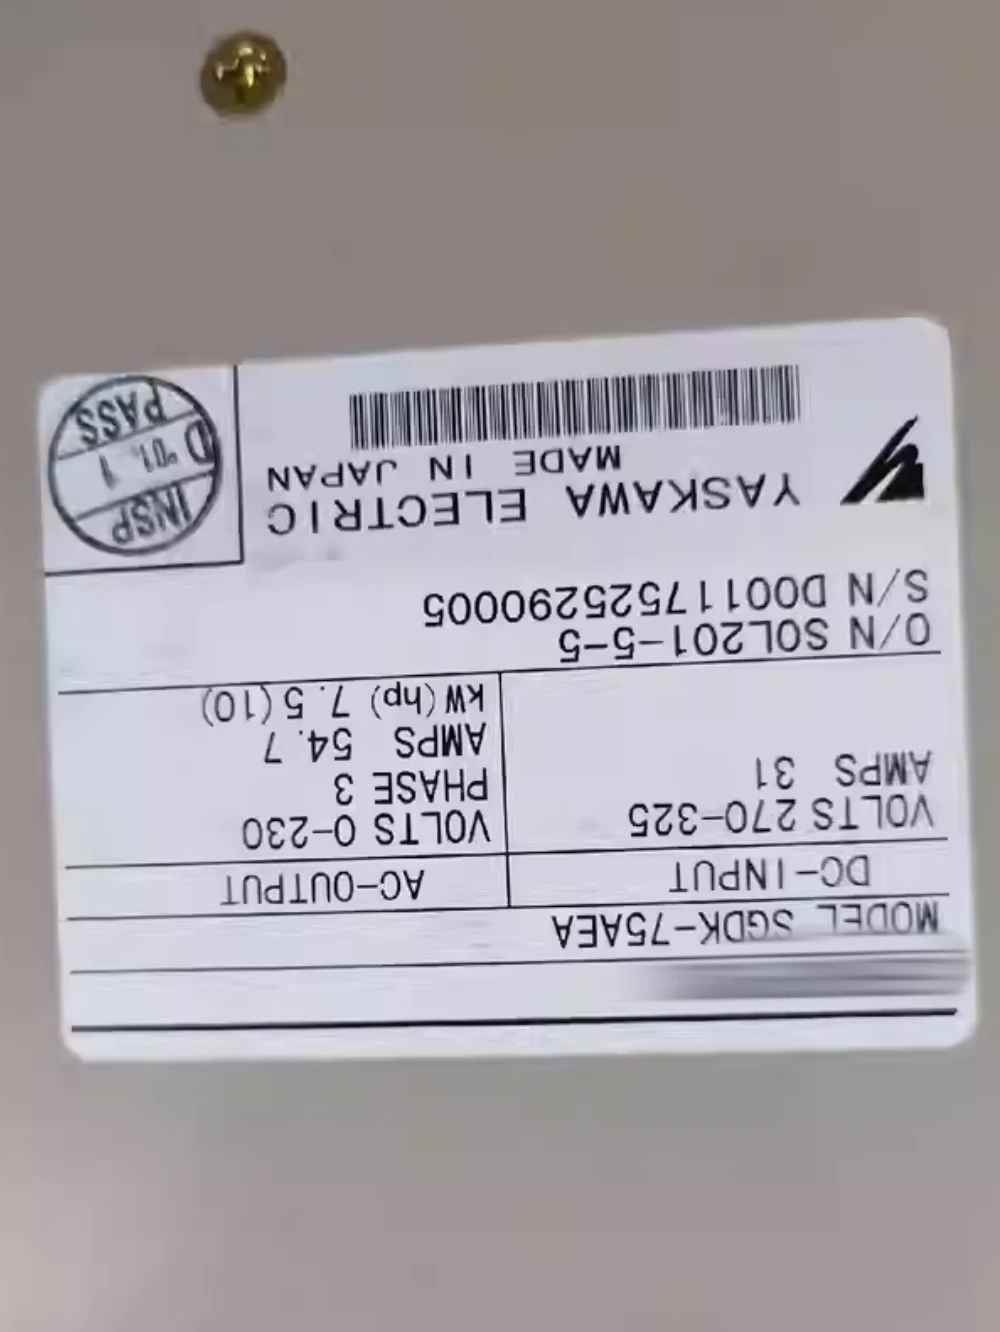 MODEL SGDK-75AEA
DC-INPUT
AC-OUTPUT
VOLTS 270-325
AMPS 31
VOLTS 0-230
PHASE 3
AMPS 54.7
kW(hp) 7.5(10)
O/N SOL201-5-5
S/N D0011752529005
YASKAWA ELECTRIC
MADE IN JAPAN
INSP
D '01. 1
PASS